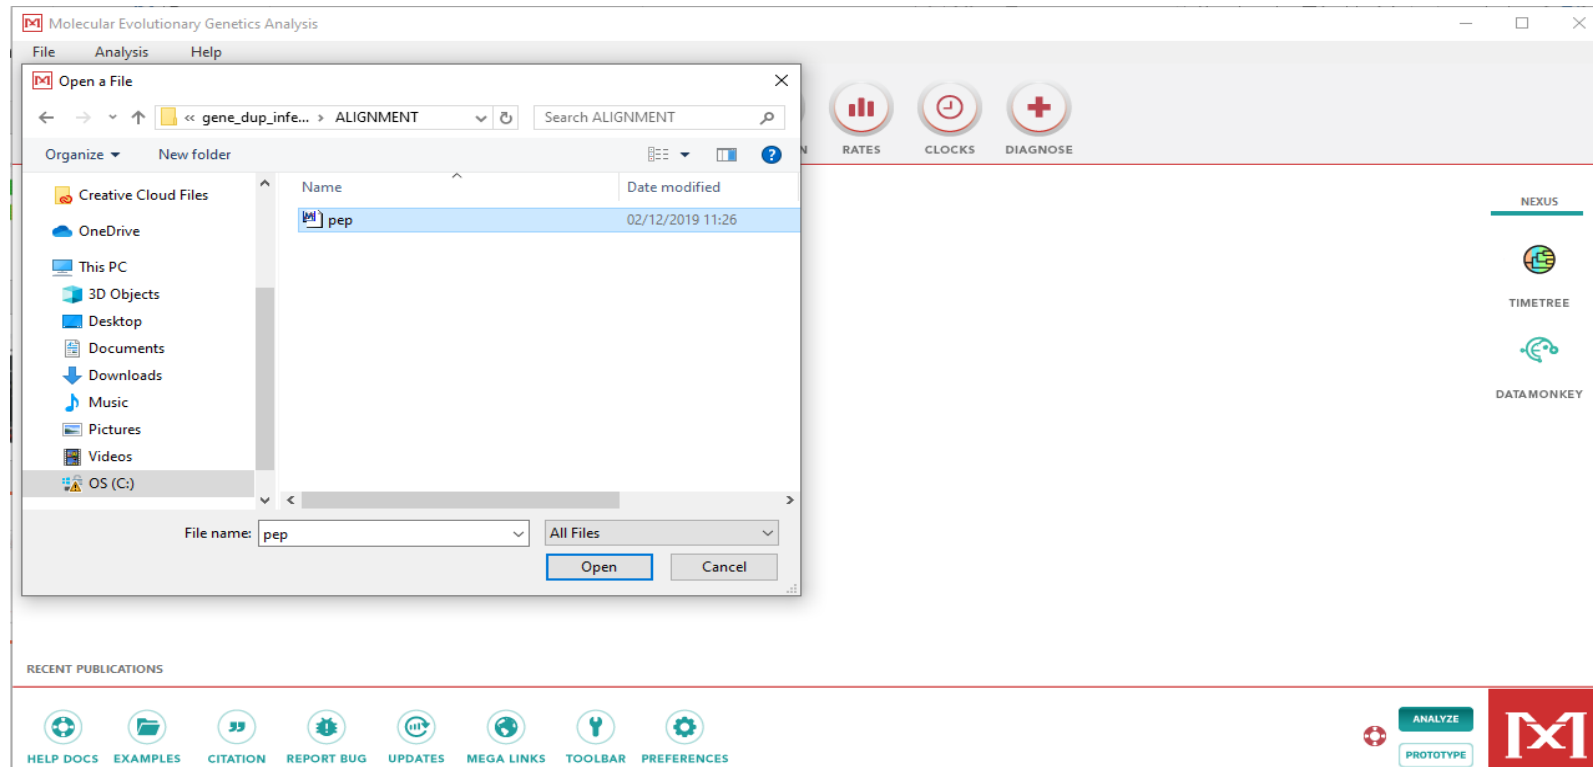 Molecular Evolutionary Genetics Analysis
File Analysis Help
Open a File
« gene_dup_infe... › ALIGNMENT
Search ALIGNMENT
Organize New folder
Name Date modified
Creative Cloud Files
OneDrive
This PC
3D Objects
Desktop
Documents
Downloads
Music
Pictures
Videos
OS (C:)
pep 02/12/2019 11:26
File name: pep All Files
Open Cancel
N RATES CLOCKS DIAGNOSE
NEXUS
TIMETREE
DATAMONKEY
RECENT PUBLICATIONS
HELP DOCS EXAMPLES CITATION REPORT BUG UPDATES MEGA LINKS TOOLBAR PREFERENCES
ANALYZE
PROTOTYPE